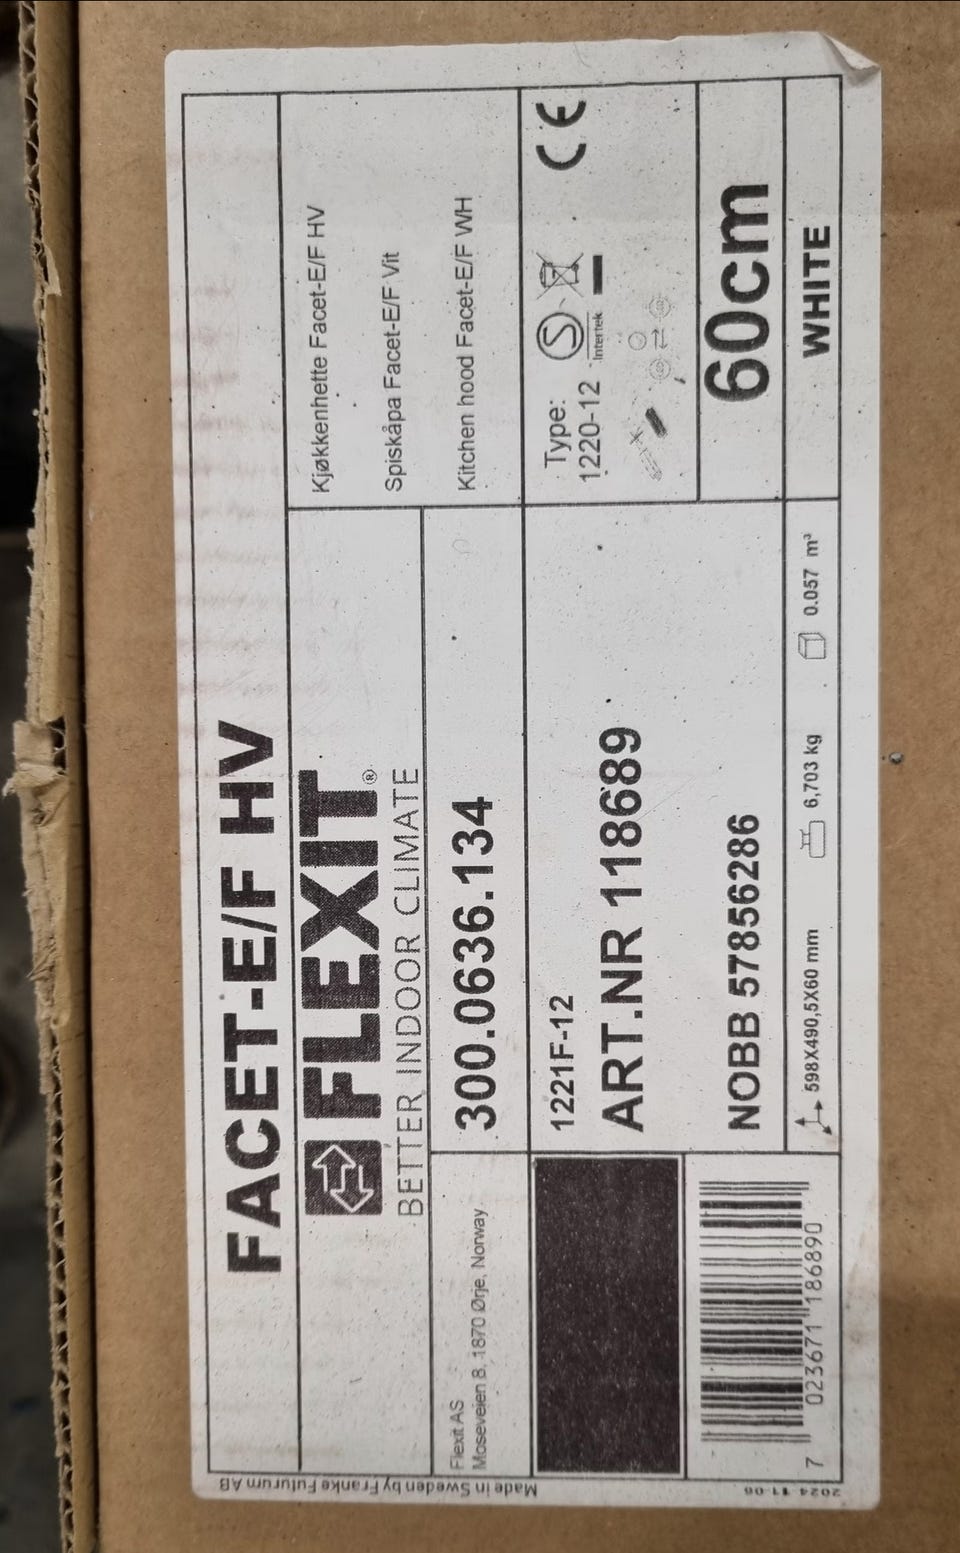 FACET-E/F HV
FLEXIT®
BETTER INDOOR CLIMATE
Kjøkkenhette Facet-E/F HV
Spiskåpa Facet-E/F Vit
Kitchen hood Facet-E/F WH
Flexit AS
Moseveien 8, 1870 Ørje, Norway
300.0636.134
1221F-12
ART.NR 118689
NOBB 57856286
Type:
1220-12
S
Intertek
CE
60cm
7 023671 186890
598X490,5X60 mm
6,703 kg
0.057 m³
WHITE
Made in Sweden by Franke Futurum AB
2024-11-06